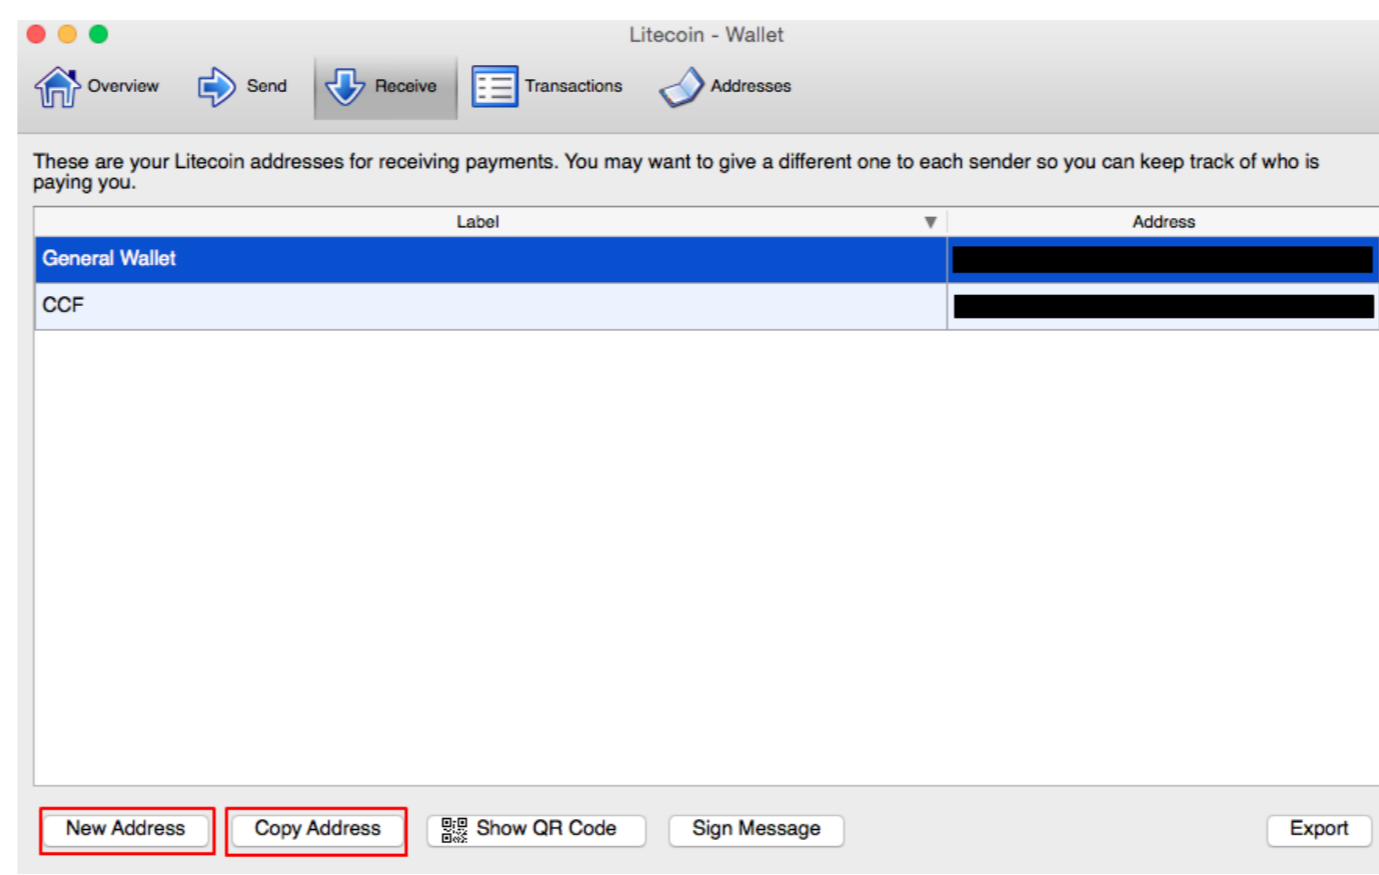 Litecoin - Wallet
Overview Send Receive Transactions Addresses
These are your Litecoin addresses for receiving payments. You may want to give a different one to each sender so you can keep track of who is
paying you.
Label Address
General Wallet
CCF
New Address Copy Address Show QR Code Sign Message Export